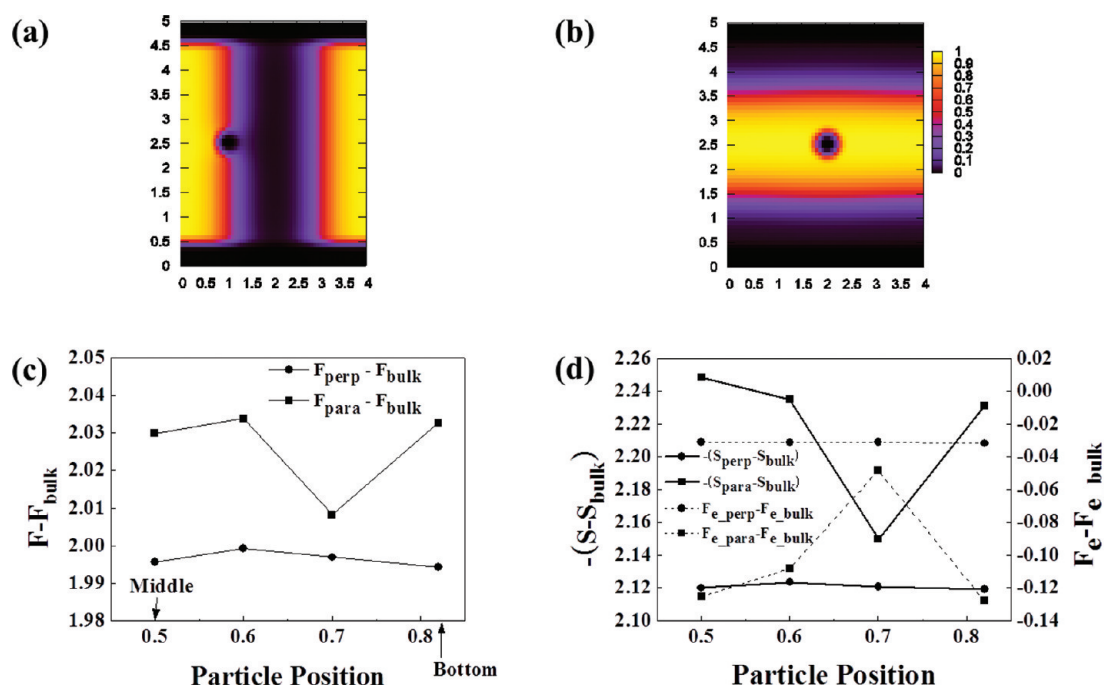 (a)
5
4.5
4
3.5
3
2.5
2
1.5
1
0.5
0
0 0.5 1 1.5 2 2.5 3 3.5 4
(b)
5
4.5
4
3.5
3
2.5
2
1.5
1
0.5
0
0 0.5 1 1.5 2 2.5 3 3.5 4
1
0.9
0.8
0.7
0.6
0.5
0.4
0.3
0.2
0.1
0
(c)
F-F_bulk
2.05
2.04
2.03
2.02
2.01
2.00
1.99
1.98
F_perp - F_bulk
F_para - F_bulk
Middle
0.5 0.6 0.7 0.8
Particle Position
Bottom
(d)
-(S-S_bulk)
2.26
2.24
2.22
2.20
2.18
2.16
2.14
2.12
2.10
-(S_perp-S_bulk)
-(S_para-S_bulk)
F_e_perp-F_e_bulk
F_e_para-F_e_bulk
0.02
0.00
-0.02
-0.04
-0.06
-0.08
-0.10
-0.12
-0.14
F_e-F_e_bulk
0.5 0.6 0.7 0.8
Particle Position